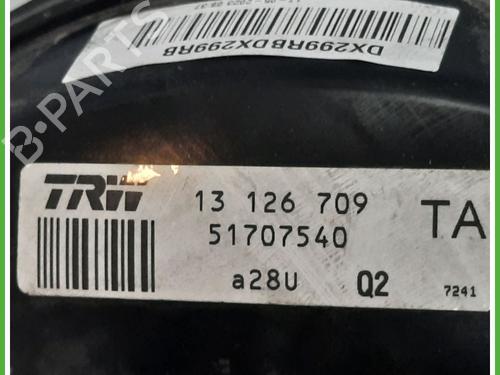 DX299RBDX299RB
B-PARTS
TRW
13 126 709
TA
51707540
a28U
Q2
7241